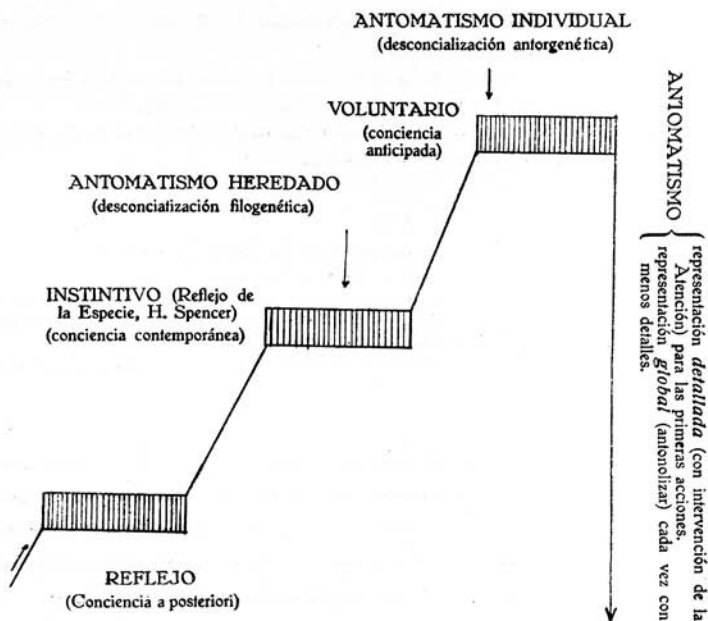 ANTOMATISMO INDIVIDUAL
(desconcialización antorgenética)
VOLUNTARIO
(conciencia
anticipada)
ANTOMATISMO HEREDADO
(desconciatización filogenética)
INSTINTIVO (Reflejo de
la Especie, H. Spencer)
(conciencia contemporánea)
REFLEJO
(Conciencia a posteriori)
ANTOMATISMO
representación detallada (con intervención de la
Atención) para las primeras acciones.
representación global (antonolizar) cada vez con
menos detalles.